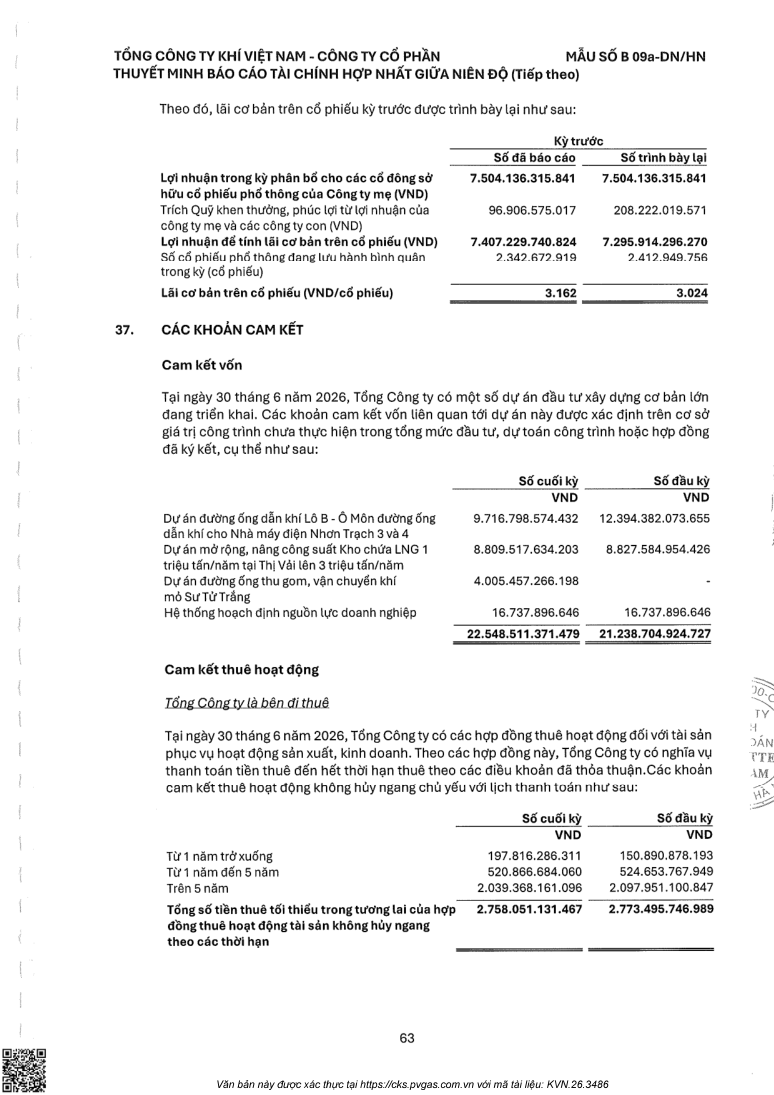 TỔNG CÔNG TY KHÍ VIỆT NAM - CÔNG TY CỔ PHẦN MẪU SỐ B 09a-DN/HN
THUYẾT MINH BÁO CÁO TÀI CHÍNH HỢP NHẤT GIỮA NIÊN ĐỘ (Tiếp theo)
Theo đó, lãi cơ bản trên cổ phiếu kỳ trước được trình bày lại như sau:
Kỳ trước
Số đã báo cáo Số trình bày lại
Lợi nhuận trong kỳ phân bổ cho các cổ đông sở 7.504.136.315.841 7.504.136.315.841
hữu cổ phiếu phổ thông của Công ty mẹ (VND)
Trích Quỹ khen thưởng, phúc lợi từ lợi nhuận của 96.906.575.017 208.222.019.571
công ty mẹ và các công ty con (VND)
Lợi nhuận để tính lãi cơ bản trên cổ phiếu (VND) 7.407.229.740.824 7.295.914.296.270
Số cổ phiếu phổ thông đang lưu hành bình quân 2.342.672.919 2.412.949.756
trong kỳ (cổ phiếu)
Lãi cơ bản trên cổ phiếu (VND/cổ phiếu) 3.162 3.024
37. CÁC KHOẢN CAM KẾT
Cam kết vốn
Tại ngày 30 tháng 6 năm 2026, Tổng Công ty có một số dự án đầu tư xây dựng cơ bản lớn
đang triển khai. Các khoản cam kết vốn liên quan tới dự án này được xác định trên cơ sở
giá trị công trình chưa thực hiện trong tổng mức đầu tư, dự toán công trình hoặc hợp đồng
đã ký kết, cụ thể như sau:
Số cuối kỳ Số đầu kỳ
VND VND
Dự án đường ống dẫn khí Lô B - Ô Môn đường ống 9.716.798.574.432 12.394.382.073.655
dẫn khí cho Nhà máy điện Nhơn Trạch 3 và 4
Dự án mở rộng, nâng công suất Kho chứa LNG 1 8.809.517.634.203 8.827.584.954.426
triệu tấn/năm tại Thị Vải lên 3 triệu tấn/năm
Dự án đường ống thu gom, vận chuyển khí 4.005.457.266.198 -
mỏ Sư Tử Trắng
Hệ thống hoạch định nguồn lực doanh nghiệp 16.737.896.646 16.737.896.646
22.548.511.371.479 21.238.704.924.727
Cam kết thuê hoạt động
Tổng Công ty là bên đi thuê
Tại ngày 30 tháng 6 năm 2026, Tổng Công ty có các hợp đồng thuê hoạt động đối với tài sản
phục vụ hoạt động sản xuất, kinh doanh. Theo các hợp đồng này, Tổng Công ty có nghĩa vụ
thanh toán tiền thuê đến hết thời hạn thuê theo các điều khoản đã thỏa thuận.Các khoản
cam kết thuê hoạt động không hủy ngang chủ yếu với lịch thanh toán như sau:
Số cuối kỳ Số đầu kỳ
VND VND
Từ 1 năm trở xuống 197.816.286.311 150.890.878.193
Từ 1 năm đến 5 năm 520.866.684.060 524.653.767.949
Trên 5 năm 2.039.368.161.096 2.097.951.100.847
Tổng số tiền thuê tối thiểu trong tương lai của hợp 2.758.051.131.467 2.773.495.746.989
đồng thuê hoạt động tài sản không hủy ngang
theo các thời hạn
63
Văn bản này được xác thực tại https://cks.pvgas.com.vn với mã tài liệu: KVN.26.3486